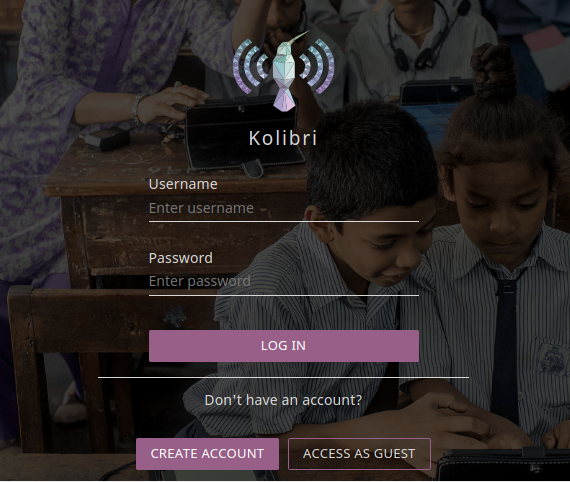 Kolibri
Username
Enter username
Password
Enter password
LOG IN
Don't have an account?
CREATE ACCOUNT
ACCESS AS GUEST